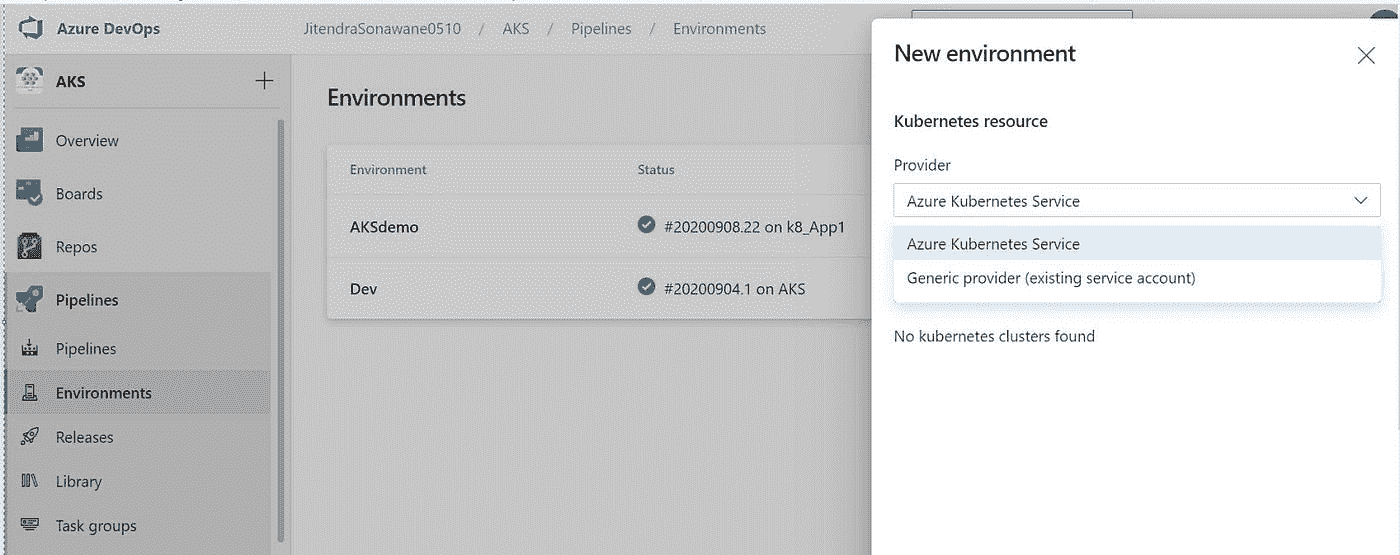 Azure DevOps
JitendraSonawane0510 / AKS / Pipelines / Environments
AKS
Overview
Boards
Repos
Pipelines
Pipelines
Environments
Releases
Library
Task groups
Environments
Environment Status
AKSdemo #20200908.22 on k8_App1
Dev #20200904.1 on AKS
New environment
Kubernetes resource
Provider
Azure Kubernetes Service
Azure Kubernetes Service
Generic provider (existing service account)
No kubernetes clusters found